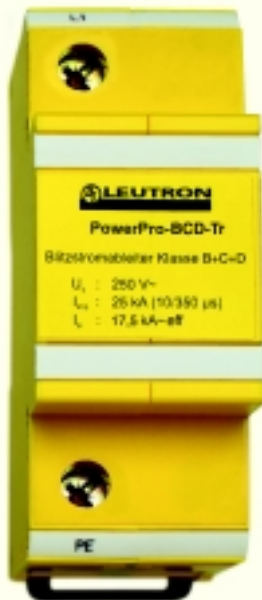 L1
LEUTRON
PowerPro-BCD-Tr
Blitzstromableiter Klasse B+C+D
: 250 V~
: 25 kA (10/350 µs)
: 17,5 kA~eff
PE